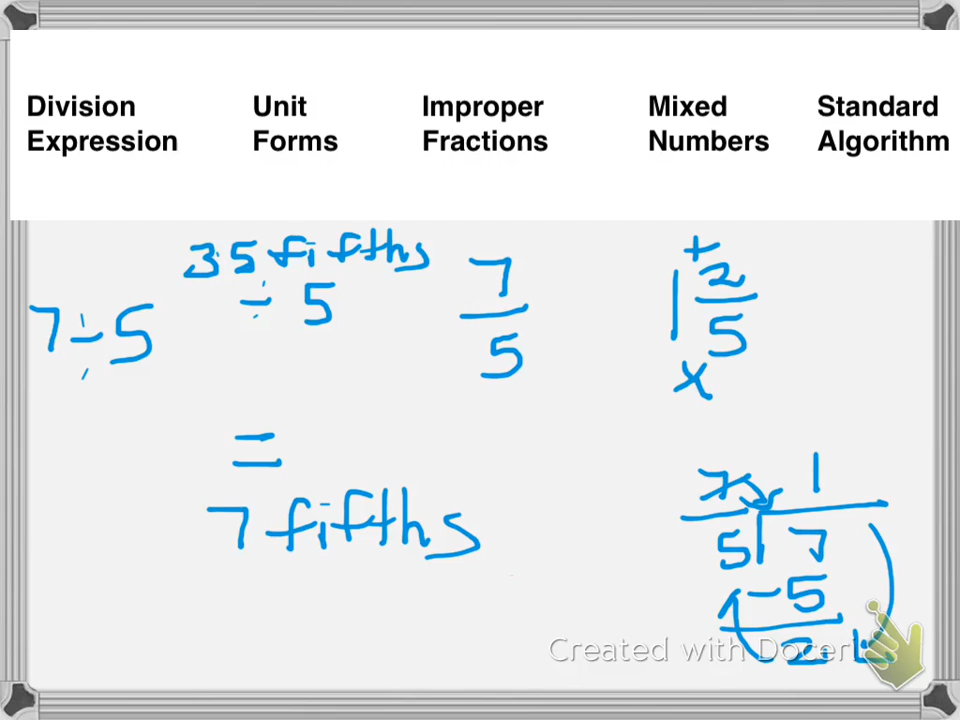 Division Expression
Unit Forms
Improper Fractions
Mixed Numbers
Standard Algorithm
7÷5
35 fifths
÷ 5
=
7 fifths
7
5
+
1 2
5
x
7 1
5 7
-5
2
Created with Doceri